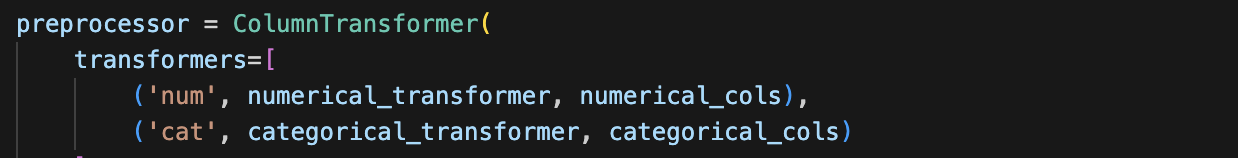 preprocessor = ColumnTransformer(
    transformers=[
        ('num', numerical_transformer, numerical_cols),
        ('cat', categorical_transformer, categorical_cols)